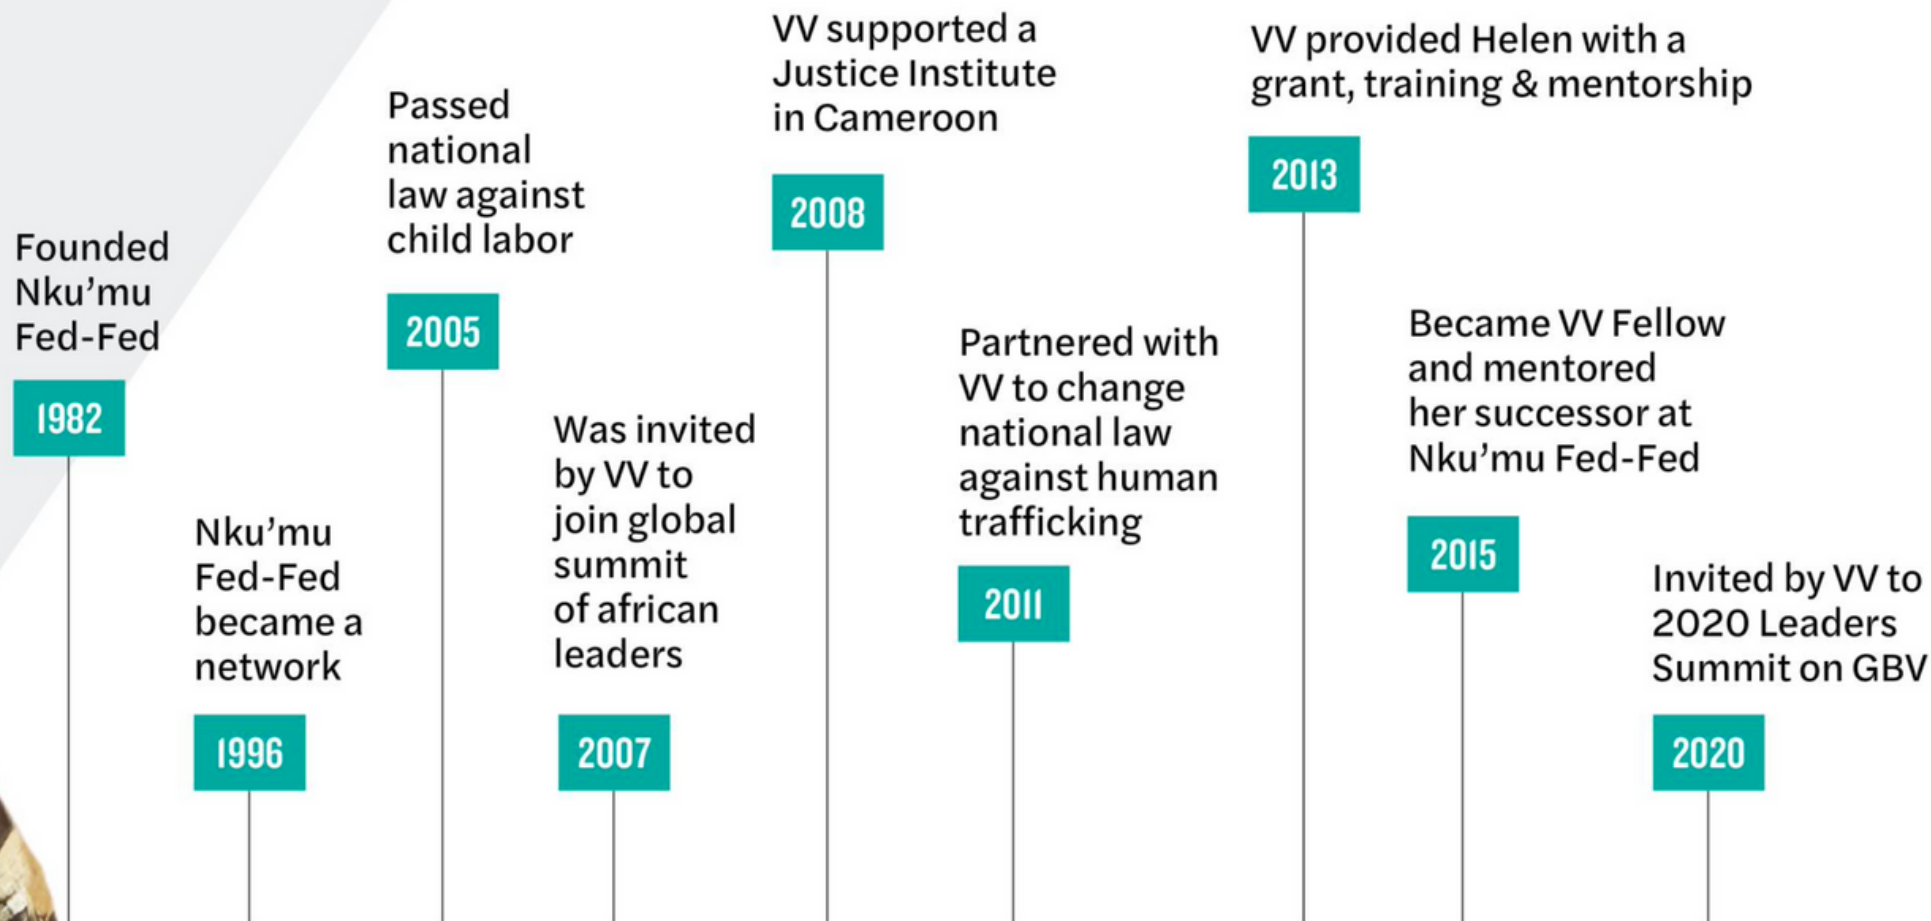 Founded
Nku’mu
Fed-Fed
1982
Nku’mu
Fed-Fed
became a
network
1996
Passed
national
law against
child labor
2005
Was invited
by VV to
join global
summit
of african
leaders
2007
VV supported a
Justice Institute
in Cameroon
2008
Partnered with
VV to change
national law
against human
trafficking
2011
VV provided Helen with a
grant, training & mentorship
2013
Became VV Fellow
and mentored
her successor at
Nku’mu Fed-Fed
2015
Invited by VV to
2020 Leaders
Summit on GBV
2020